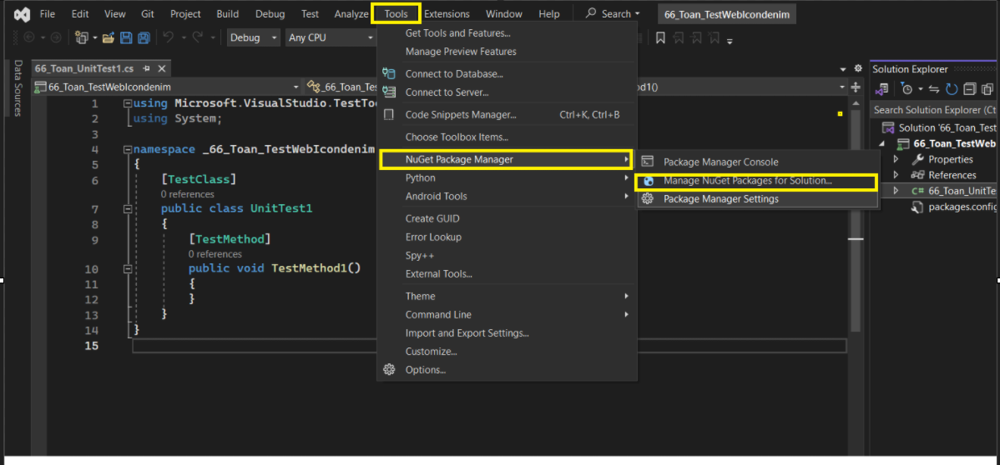 File Edit View Git Project Build Debug Test Analyze Tools Extensions Window Help Search 66_Toan_TestWebIcondenim
Debug Any CPU
Data Sources
66_Toan_UnitTest1.cs
66_Toan_TestWebIcondenim _66_Toan_Tes d1()
1 using Microsoft.VisualStudio.TestToo
2 using System;
3
4 namespace _66_Toan_TestWebIcondenim
5 {
6 [TestClass]
0 references
7 public class UnitTest1
8 {
9 [TestMethod]
0 references
10 public void TestMethod1()
11 {
12 }
13 }
14 }
15
Get Tools and Features...
Manage Preview Features
Connect to Database...
Connect to Server...
Code Snippets Manager... Ctrl+K, Ctrl+B
Choose Toolbox Items...
NuGet Package Manager
Python
Android Tools
Create GUID
Error Lookup
Spy++
External Tools...
Theme
Command Line
Import and Export Settings...
Customize...
Options...
Package Manager Console
Manage NuGet Packages for Solution...
Package Manager Settings
Solution Explorer
Search Solution Explorer (Ct
Solution '66_Toan_Test
66_Toan_TestWeb
Properties
References
C# 66_Toan_UnitTe
packages.config